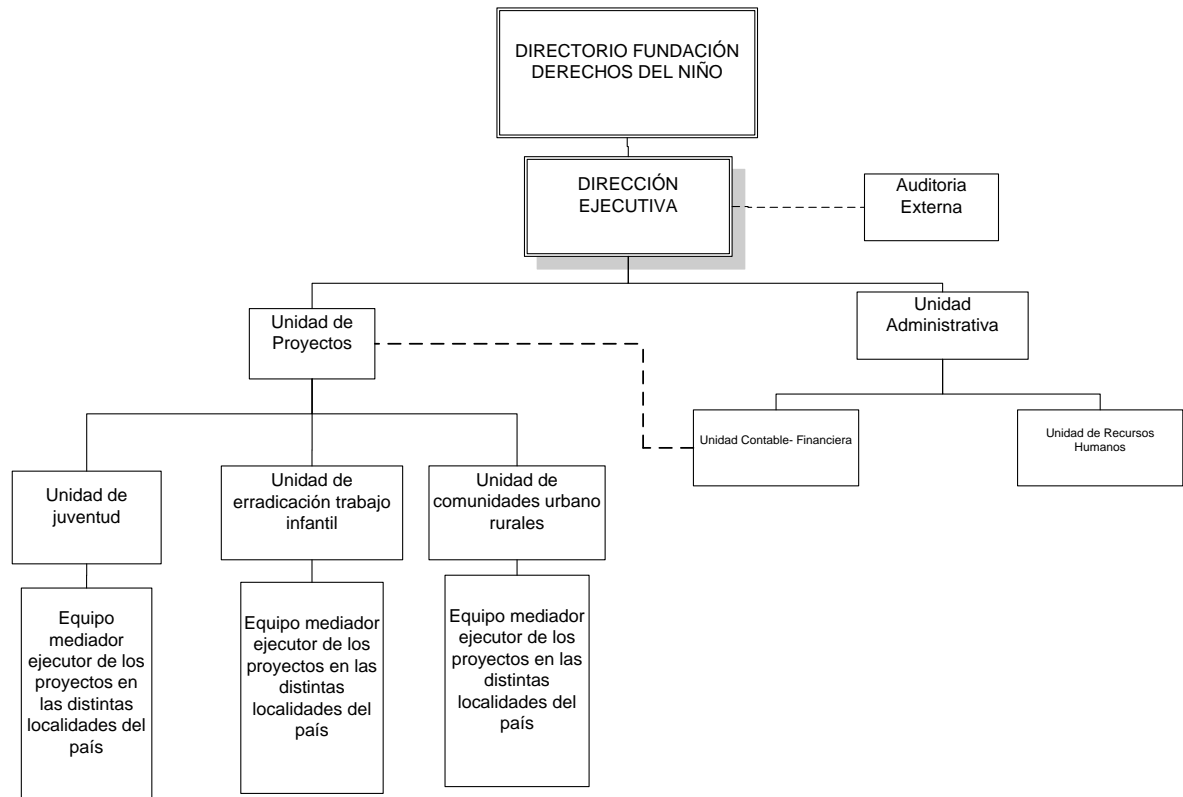 DIRECTORIO FUNDACIÓN
DERECHOS DEL NIÑO
DIRECCIÓN
EJECUTIVA
Auditoria
Externa
Unidad de
Proyectos
Unidad
Administrativa
Unidad Contable- Financiera
Unidad de Recursos
Humanos
Unidad de
juventud
Unidad de
erradicación trabajo
infantil
Unidad de
comunidades urbano
rurales
Equipo
mediador
ejecutor de los
proyectos en
las distintas
localidades del
país
Equipo mediador
ejecutor de los
proyectos en las
distintas
localidades del
país
Equipo mediador
ejecutor de los
proyectos en las
distintas
localidades del
país